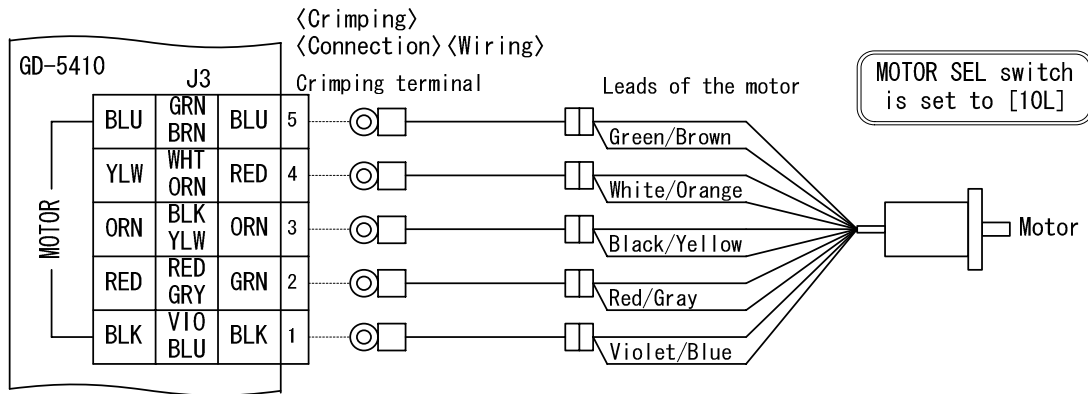 〈Crimping〉
〈Connection〉〈Wiring〉
GD-5410
J3
Crimping terminal
Leads of the motor
MOTOR SEL switch
is set to [10L]
MOTOR
BLU
GRN
BRN
BLU
5
Green/Brown
YLW
WHT
ORN
RED
4
White/Orange
ORN
BLK
YLW
ORN
3
Black/Yellow
Motor
RED
RED
GRY
GRN
2
Red/Gray
BLK
VIO
BLU
BLK
1
Violet/Blue